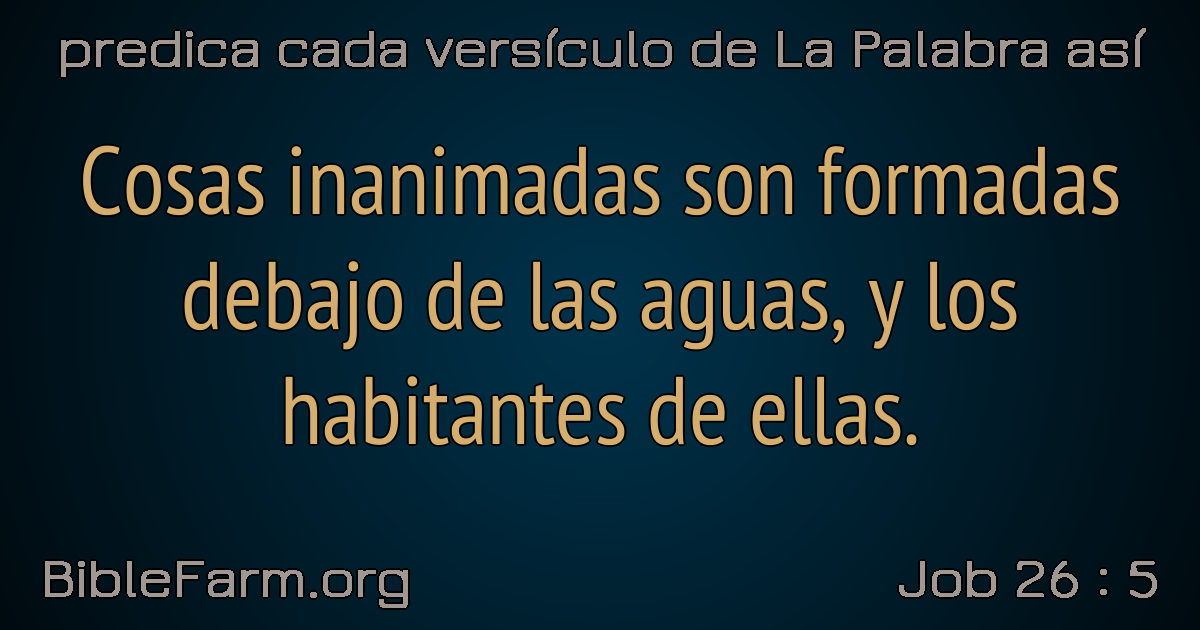 predica cada versículo de La Palabra así
Cosas inanimadas son formadas
debajo de las aguas, y los
habitantes de ellas.
BibleFarm.org
Job 26 : 5